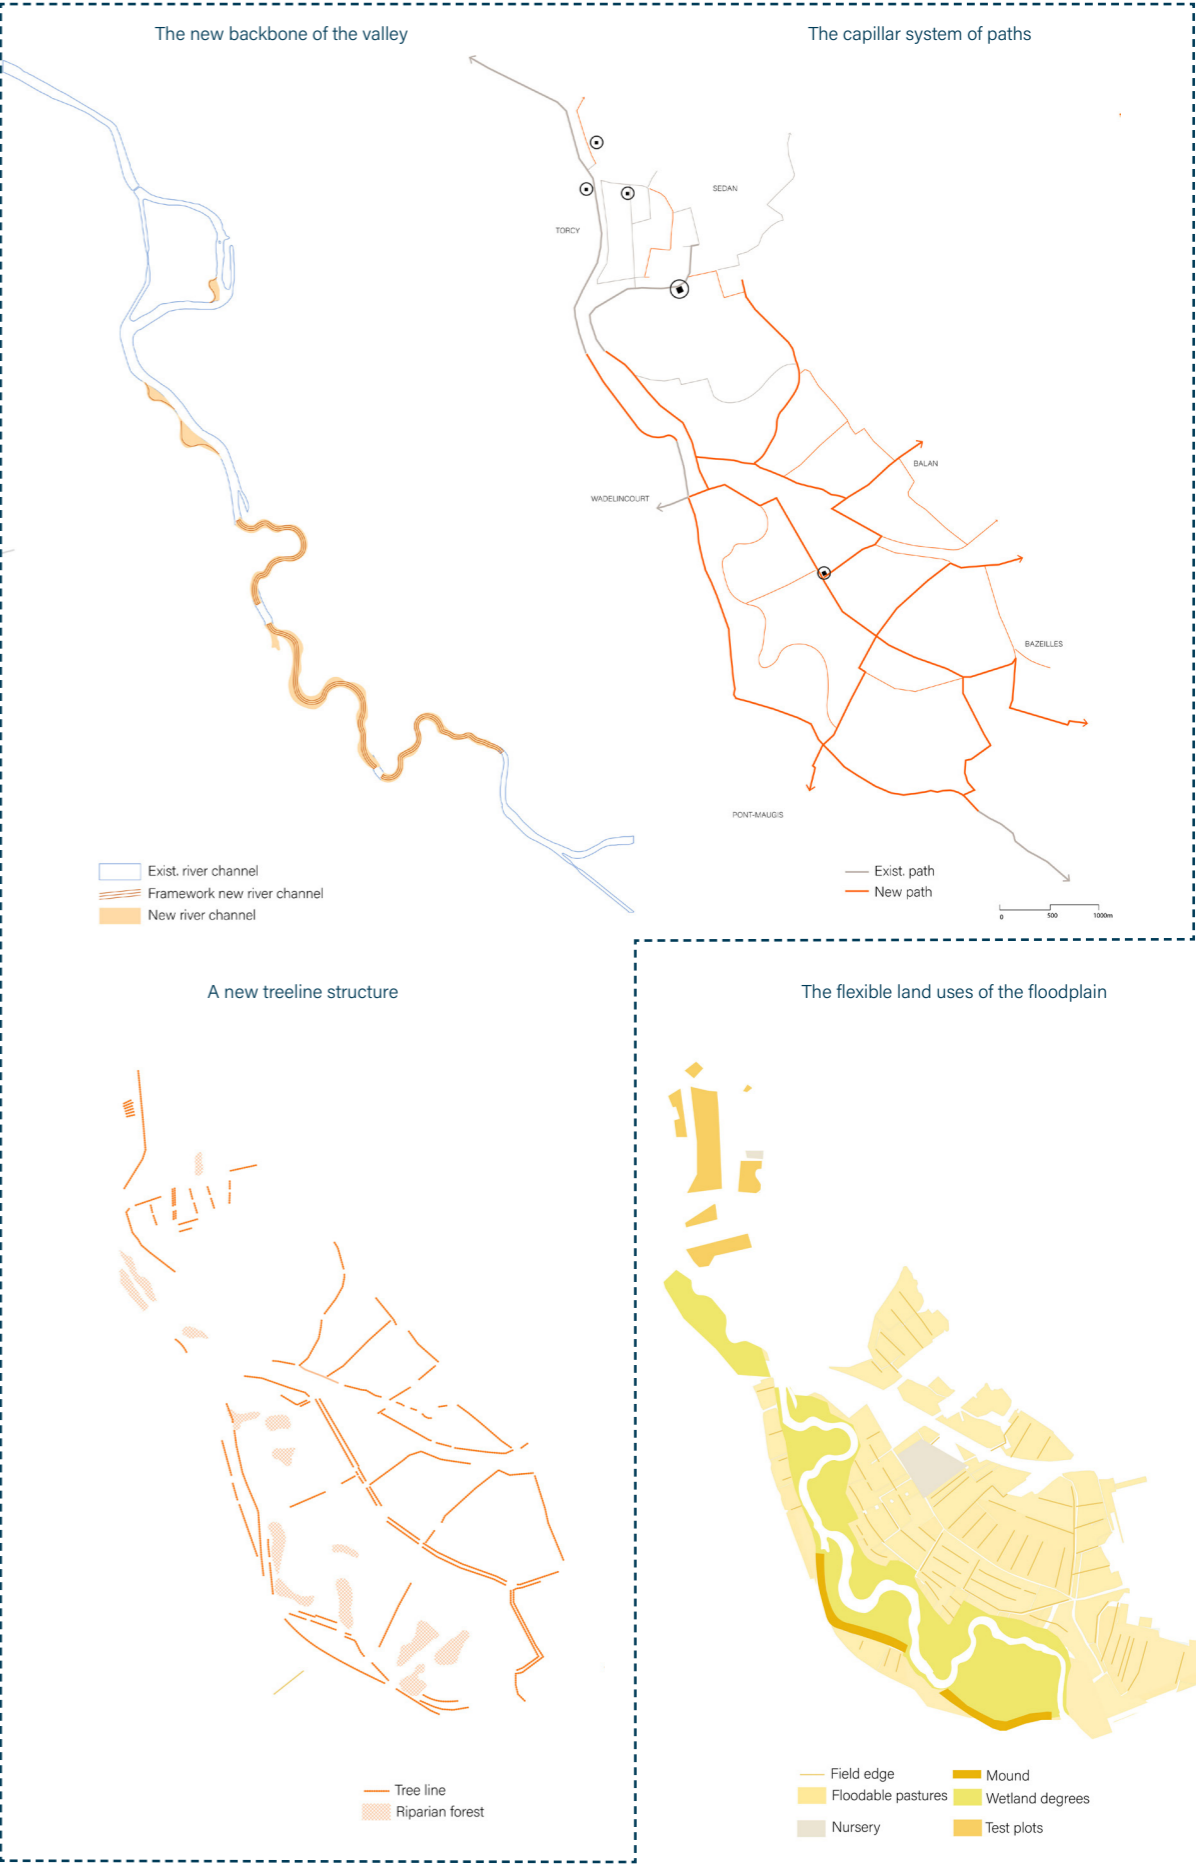 The new backbone of the valley
The capillar system of paths
SEDAN
TORCY
BALAN
WADELINCOURT
BAZEILLES
PONT-MAUGIS
Exist. river channel
Framework new river channel
New river channel
Exist. path
New path
0 500 1000m
A new treeline structure
The flexible land uses of the floodplain
Tree line
Riparian forest
Field edge
Floodable pastures
Nursery
Mound
Wetland degrees
Test plots